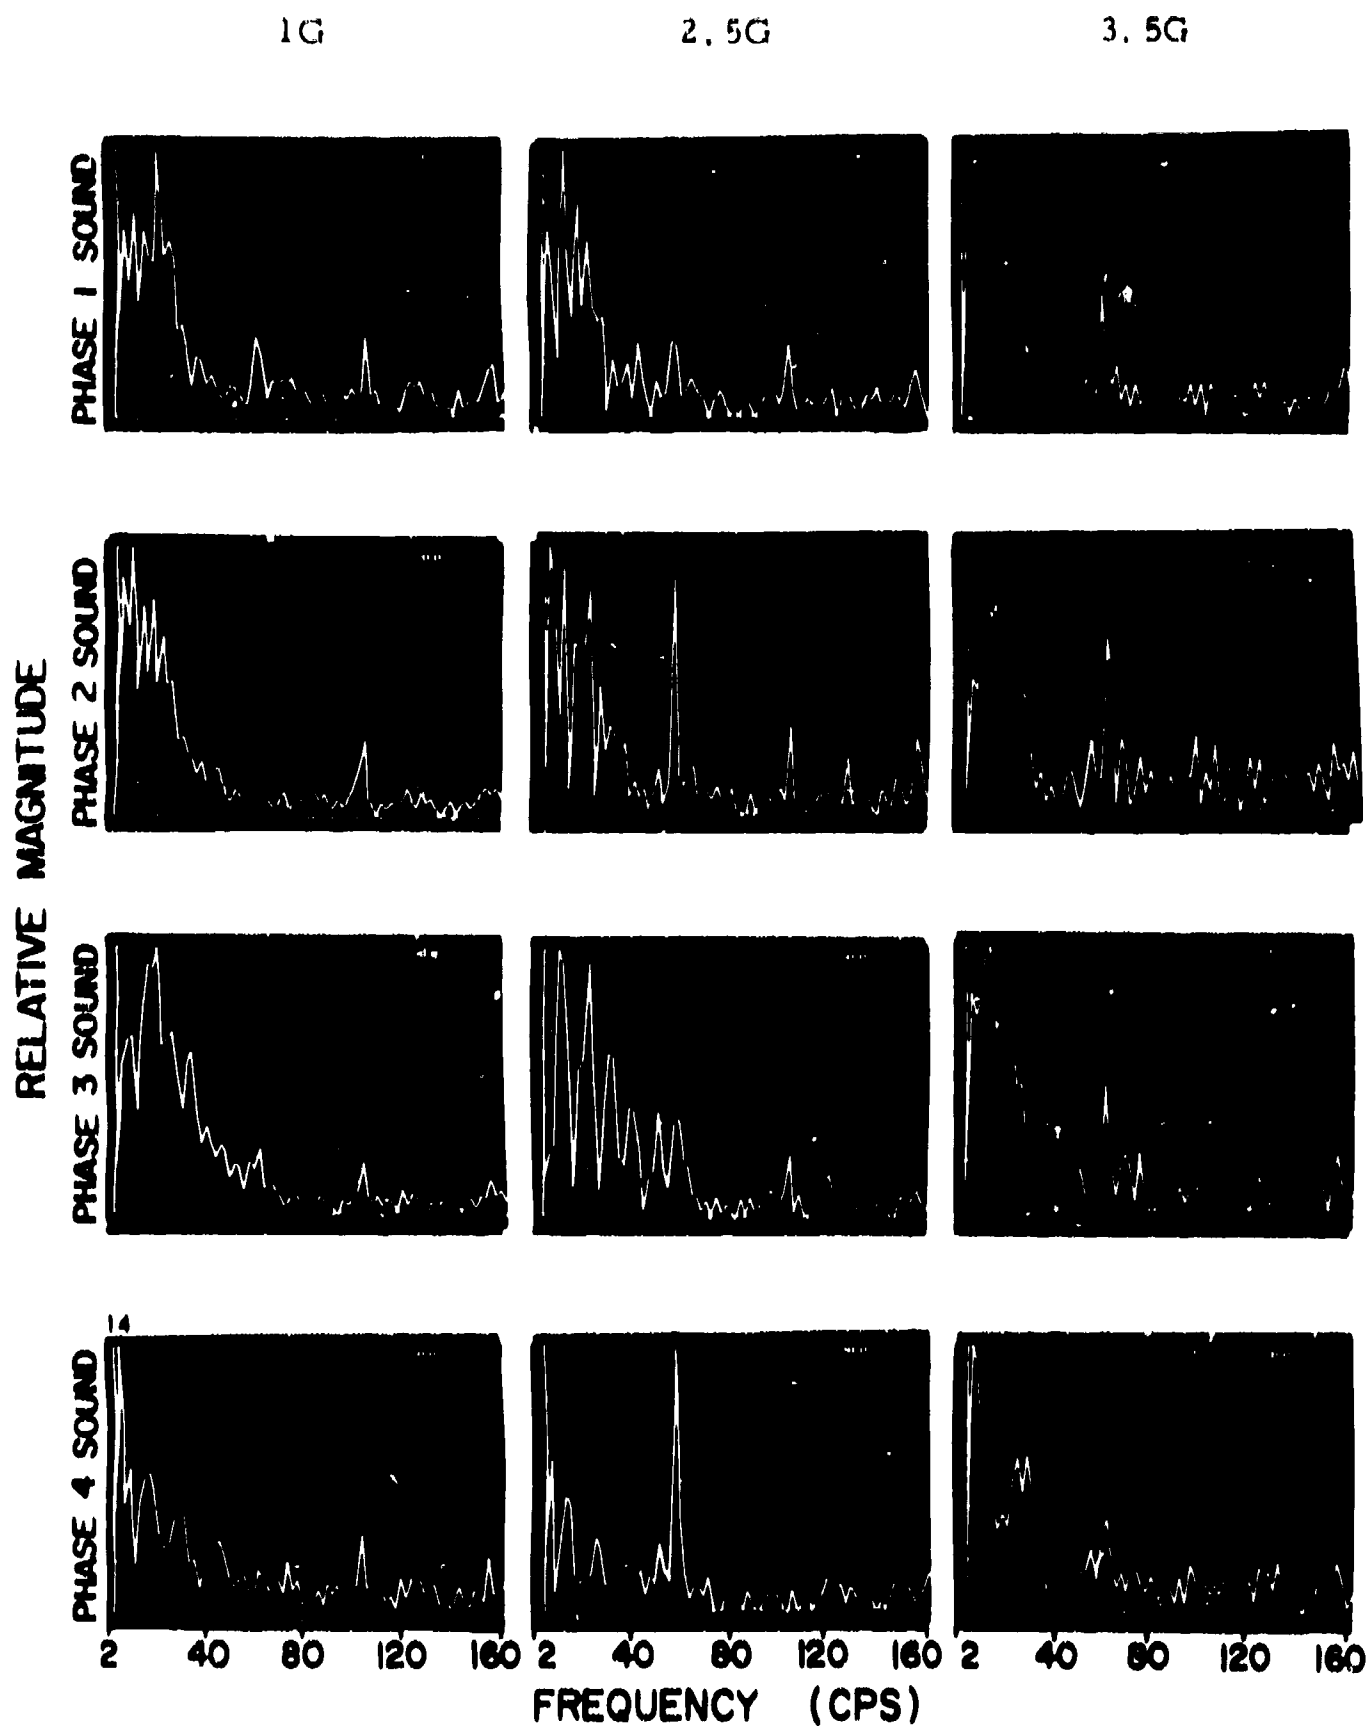 1G
2.5G
3.5G
RELATIVE MAGNITUDE
PHASE 1 SOUND
PHASE 2 SOUND
PHASE 3 SOUND
14
PHASE 4 SOUND
2 40 80 120 160
2 40 80 120 160
2 40 80 120 160
FREQUENCY (CPS)